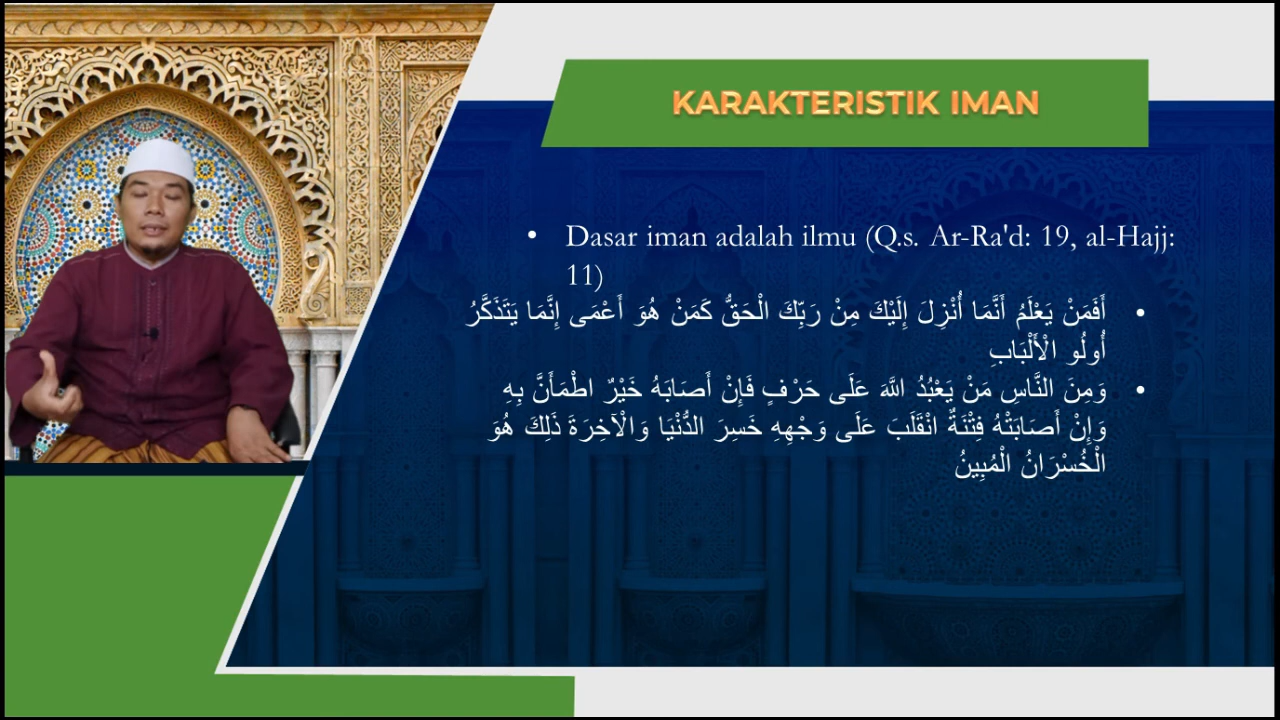 KARAKTERISTIK IMAN
• Dasar iman adalah ilmu (Q.s. Ar-Ra'd: 19, al-Hajj:
11)
• أَفَمَنْ يَعْلَمُ أَنَّمَا أُنْزِلَ إِلَيْكَ مِنْ رَبِّكَ الْحَقُّ كَمَنْ هُوَ أَعْمَى إِنَّمَا يَتَذَكَّرُ
أُولُو الْأَلْبَابِ
• وَمِنَ النَّاسِ مَنْ يَعْبُدُ اللَّهَ عَلَى حَرْفٍ فَإِنْ أَصَابَهُ خَيْرٌ اطْمَأَنَّ بِهِ
وَإِنْ أَصَابَتْهُ فِتْنَةٌ انْقَلَبَ عَلَى وَجْهِهِ خَسِرَ الدُّنْيَا وَالْآخِرَةَ ذَلِكَ هُوَ
الْخُسْرَانُ الْمُبِينُ